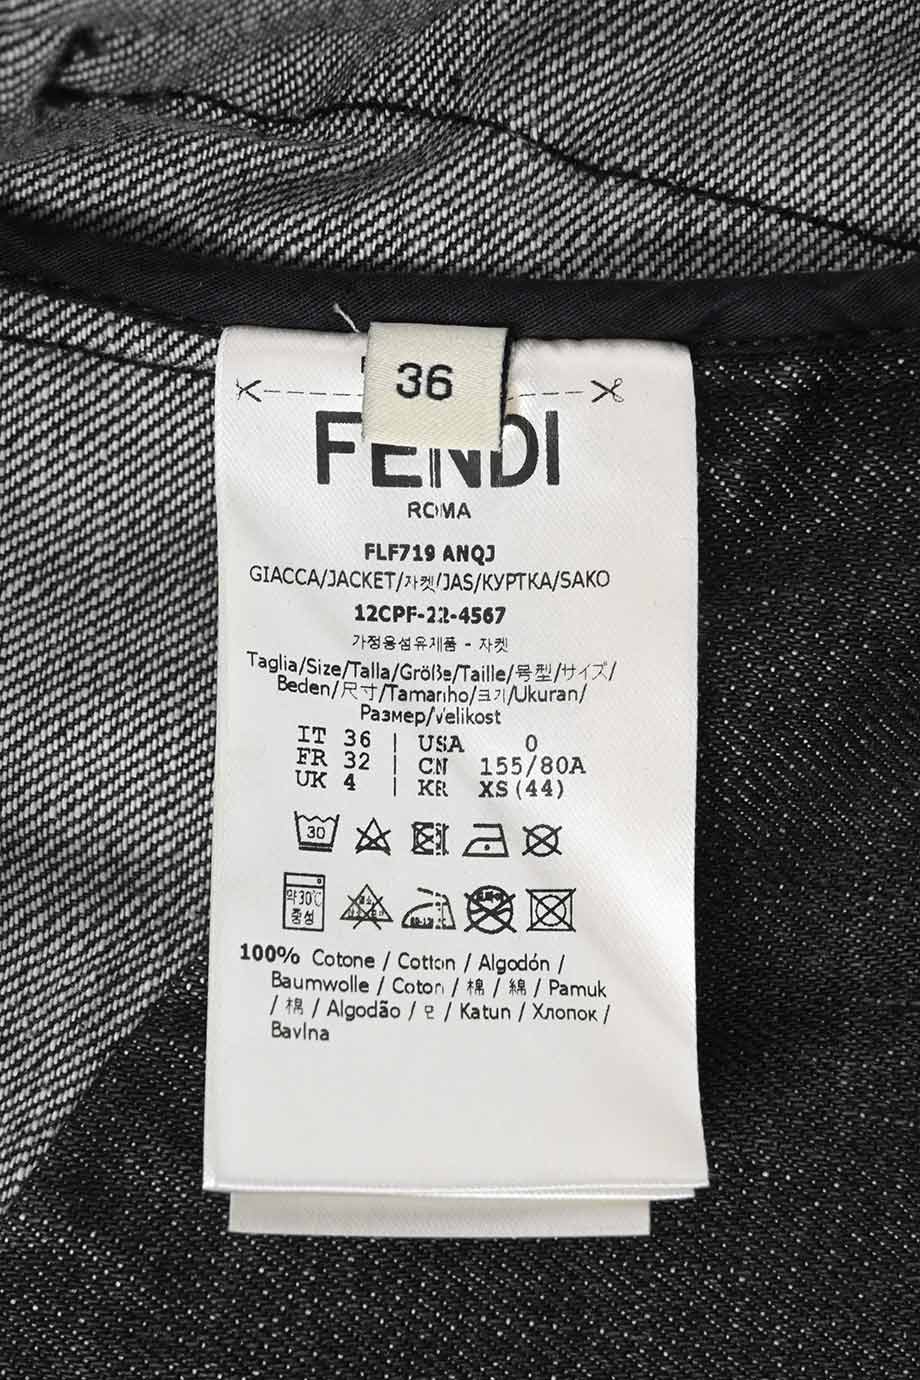 36
FENDI
ROMA
FLF719 ANQJ
GIACCA/JACKET/자켓/JAS/КУРТКА/SAKO
12CPF-22-4567
가정용섬유제품 - 자켓
Taglia/Size/Talla/Größe/Taille/号型/サイズ/
Beden/尺寸/Tamanho/크기/Ukuran/
Размер/Velikost
IT 36 | USA 0
FR 32 | CN 155/80A
UK 4 | KR XS(44)
30
약30℃
중성
100% Cotone / Cotton / Algodón /
Baumwolle / Coton / 棉 / 綿 / Pamuk
/ 棉 / Algodão / 면 / Katun / Хлопок /
Bavlna